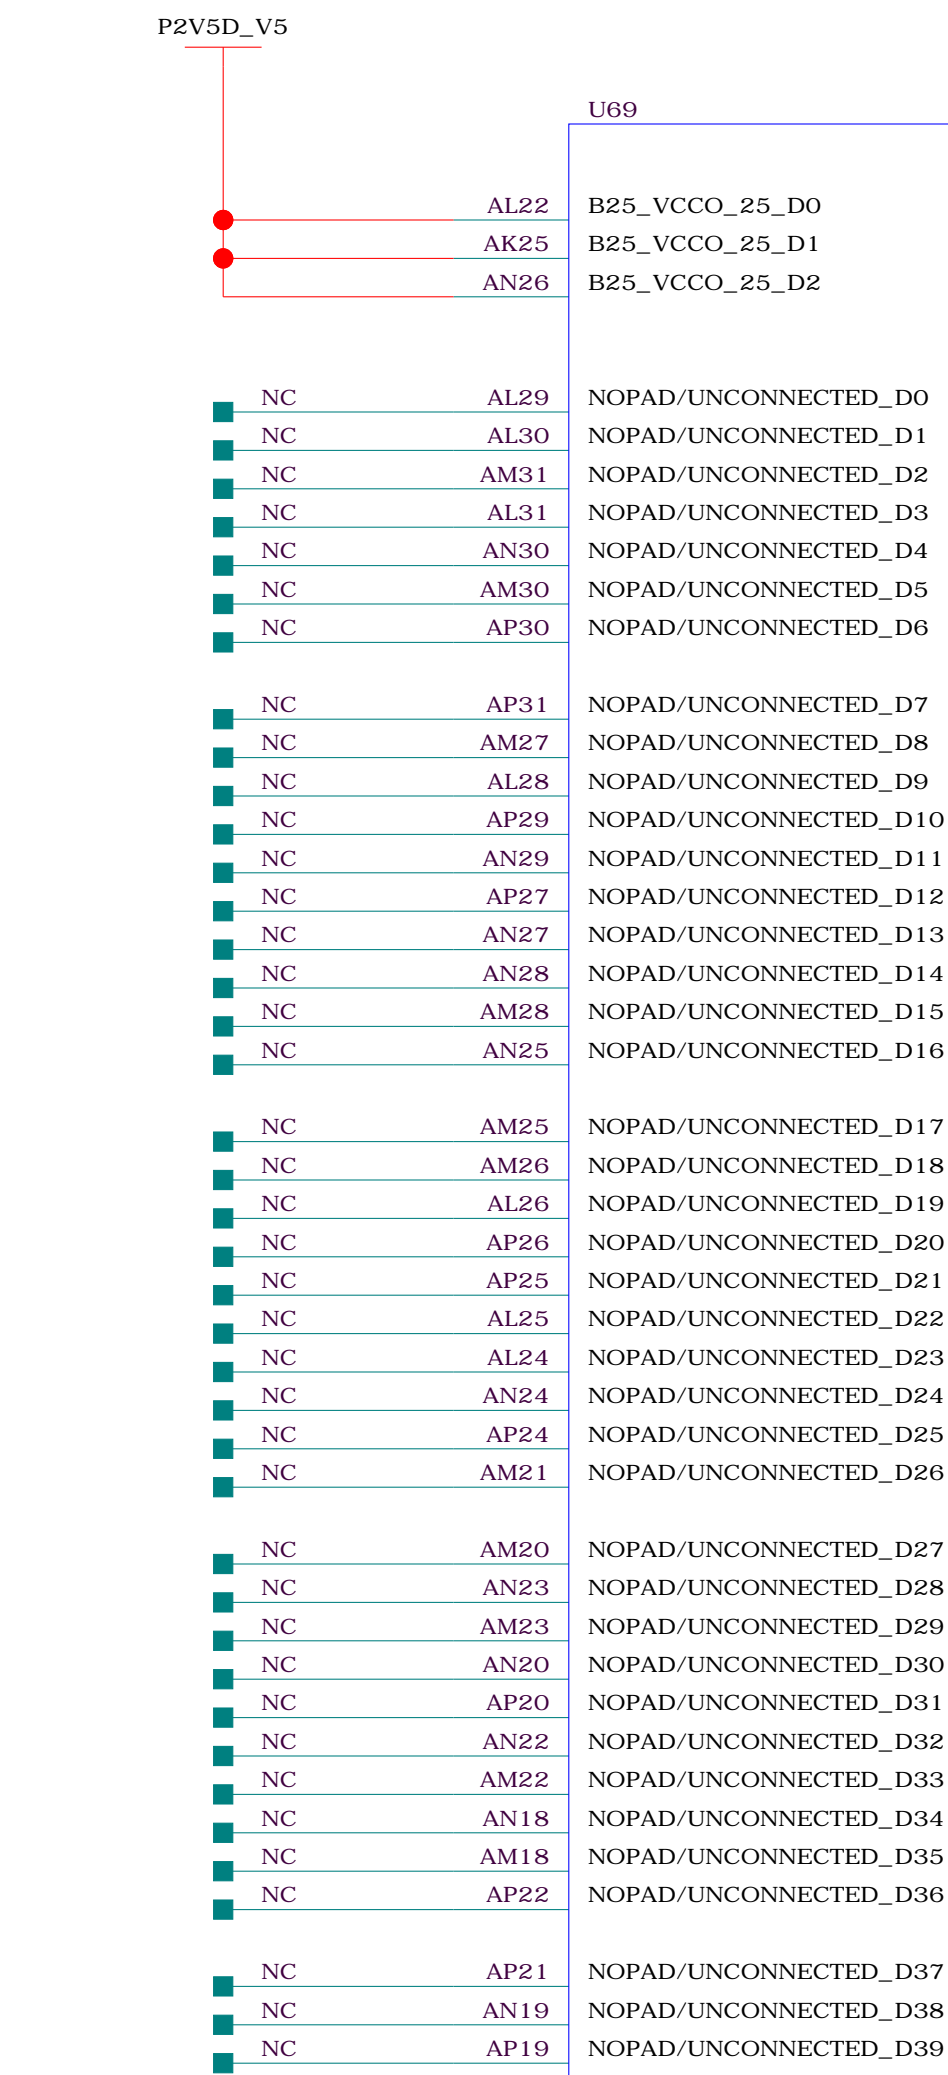 P2V5D_V5
U69
AL22 B25_VCCO_25_D0
AK25 B25_VCCO_25_D1
AN26 B25_VCCO_25_D2
NC AL29 NOPAD/UNCONNECTED_D0
NC AL30 NOPAD/UNCONNECTED_D1
NC AM31 NOPAD/UNCONNECTED_D2
NC AL31 NOPAD/UNCONNECTED_D3
NC AN30 NOPAD/UNCONNECTED_D4
NC AM30 NOPAD/UNCONNECTED_D5
NC AP30 NOPAD/UNCONNECTED_D6
NC AP31 NOPAD/UNCONNECTED_D7
NC AM27 NOPAD/UNCONNECTED_D8
NC AL28 NOPAD/UNCONNECTED_D9
NC AP29 NOPAD/UNCONNECTED_D10
NC AN29 NOPAD/UNCONNECTED_D11
NC AP27 NOPAD/UNCONNECTED_D12
NC AN27 NOPAD/UNCONNECTED_D13
NC AN28 NOPAD/UNCONNECTED_D14
NC AM28 NOPAD/UNCONNECTED_D15
NC AN25 NOPAD/UNCONNECTED_D16
NC AM25 NOPAD/UNCONNECTED_D17
NC AM26 NOPAD/UNCONNECTED_D18
NC AL26 NOPAD/UNCONNECTED_D19
NC AP26 NOPAD/UNCONNECTED_D20
NC AP25 NOPAD/UNCONNECTED_D21
NC AL25 NOPAD/UNCONNECTED_D22
NC AL24 NOPAD/UNCONNECTED_D23
NC AN24 NOPAD/UNCONNECTED_D24
NC AP24 NOPAD/UNCONNECTED_D25
NC AM21 NOPAD/UNCONNECTED_D26
NC AM20 NOPAD/UNCONNECTED_D27
NC AN23 NOPAD/UNCONNECTED_D28
NC AM23 NOPAD/UNCONNECTED_D29
NC AN20 NOPAD/UNCONNECTED_D30
NC AP20 NOPAD/UNCONNECTED_D31
NC AN22 NOPAD/UNCONNECTED_D32
NC AM22 NOPAD/UNCONNECTED_D33
NC AN18 NOPAD/UNCONNECTED_D34
NC AM18 NOPAD/UNCONNECTED_D35
NC AP22 NOPAD/UNCONNECTED_D36
NC AP21 NOPAD/UNCONNECTED_D37
NC AN19 NOPAD/UNCONNECTED_D38
NC AP19 NOPAD/UNCONNECTED_D39